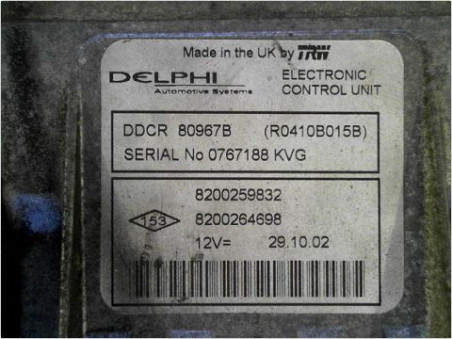 Made in the UK by TRW
DELPHI
Automotive Systems
ELECTRONIC
CONTROL UNIT
DDCR 80967B (R0410B015B)
SERIAL No 0767188 KVG
8200259832
153 8200264698
12V= 29.10.02